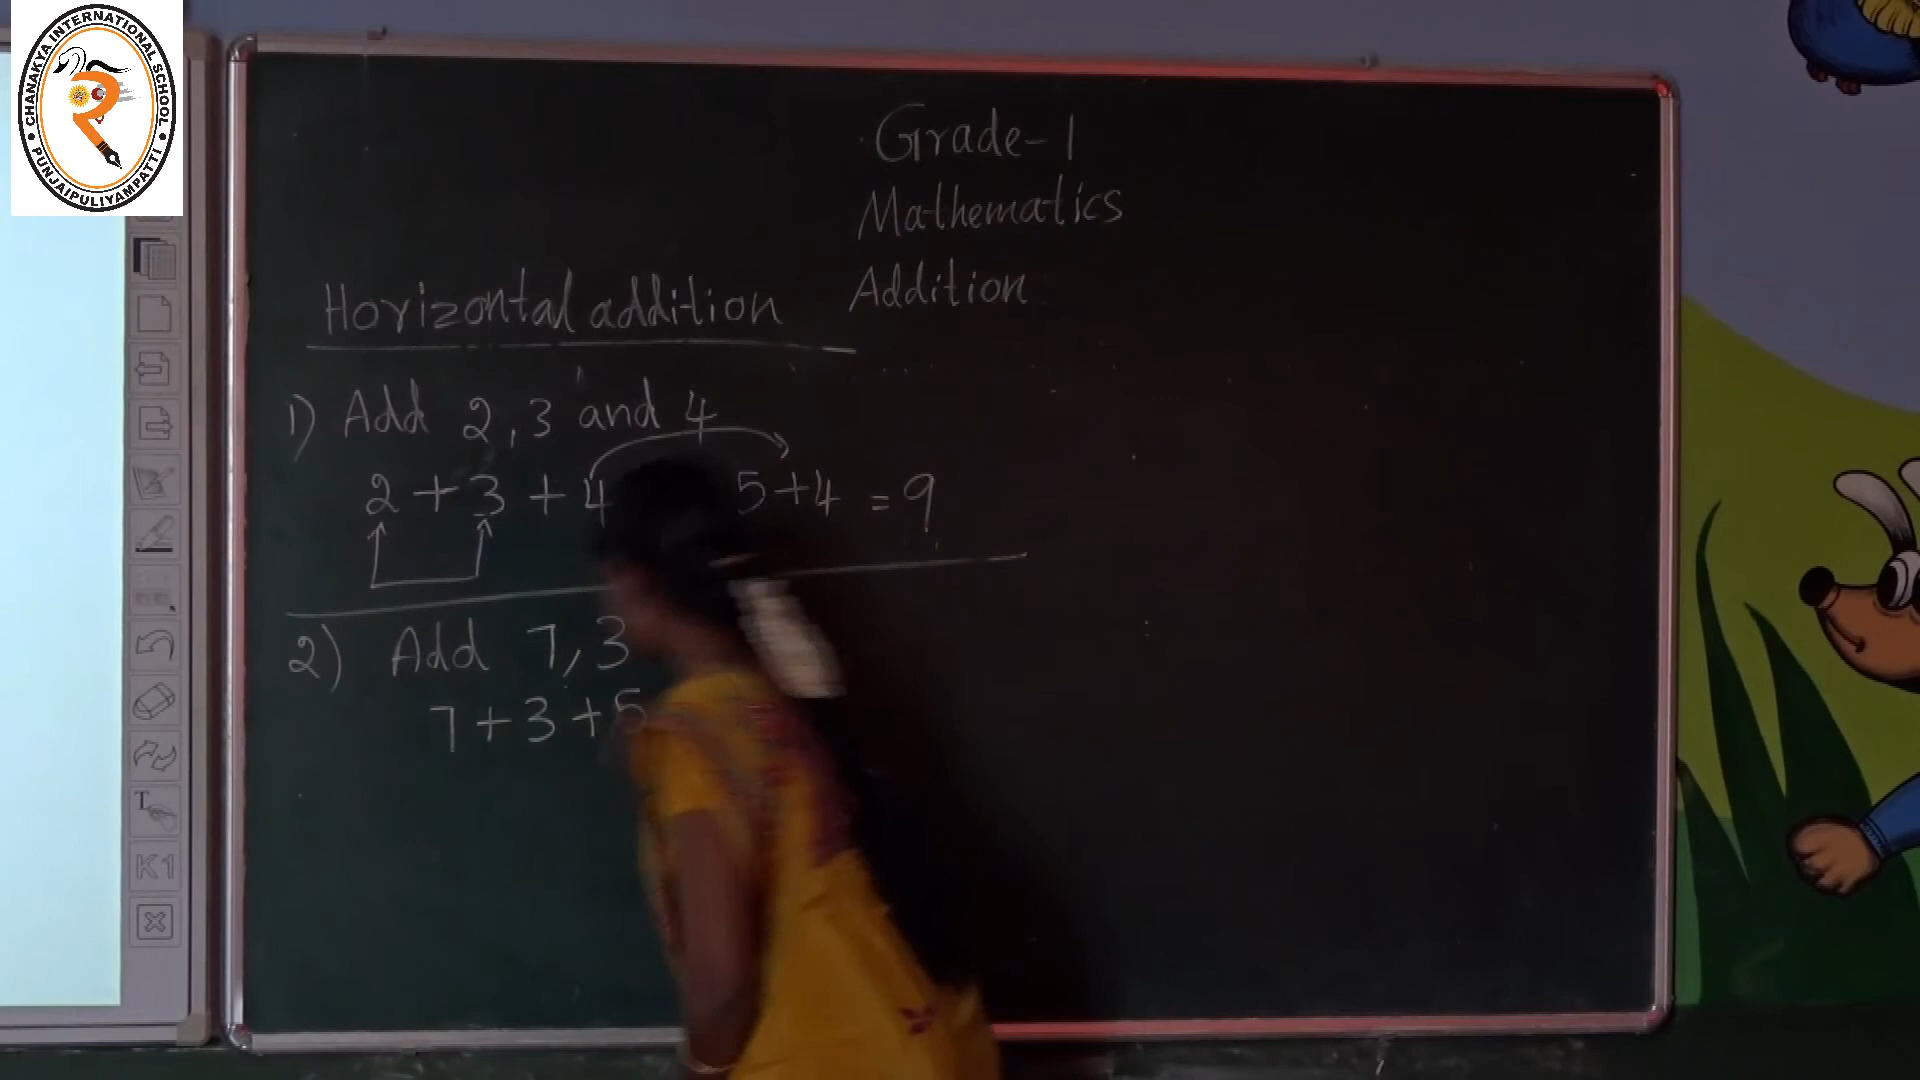 CHANAKYA INTERNATIONAL SCHOOL
PUNJAIPULIYAMPATTI
Grade-1
Mathematics
Addition
Horizontal addition
1) Add 2, 3 and 4
2 + 3 + 4 5+4 = 9
2) Add 7, 3
7+3+5
T
K1